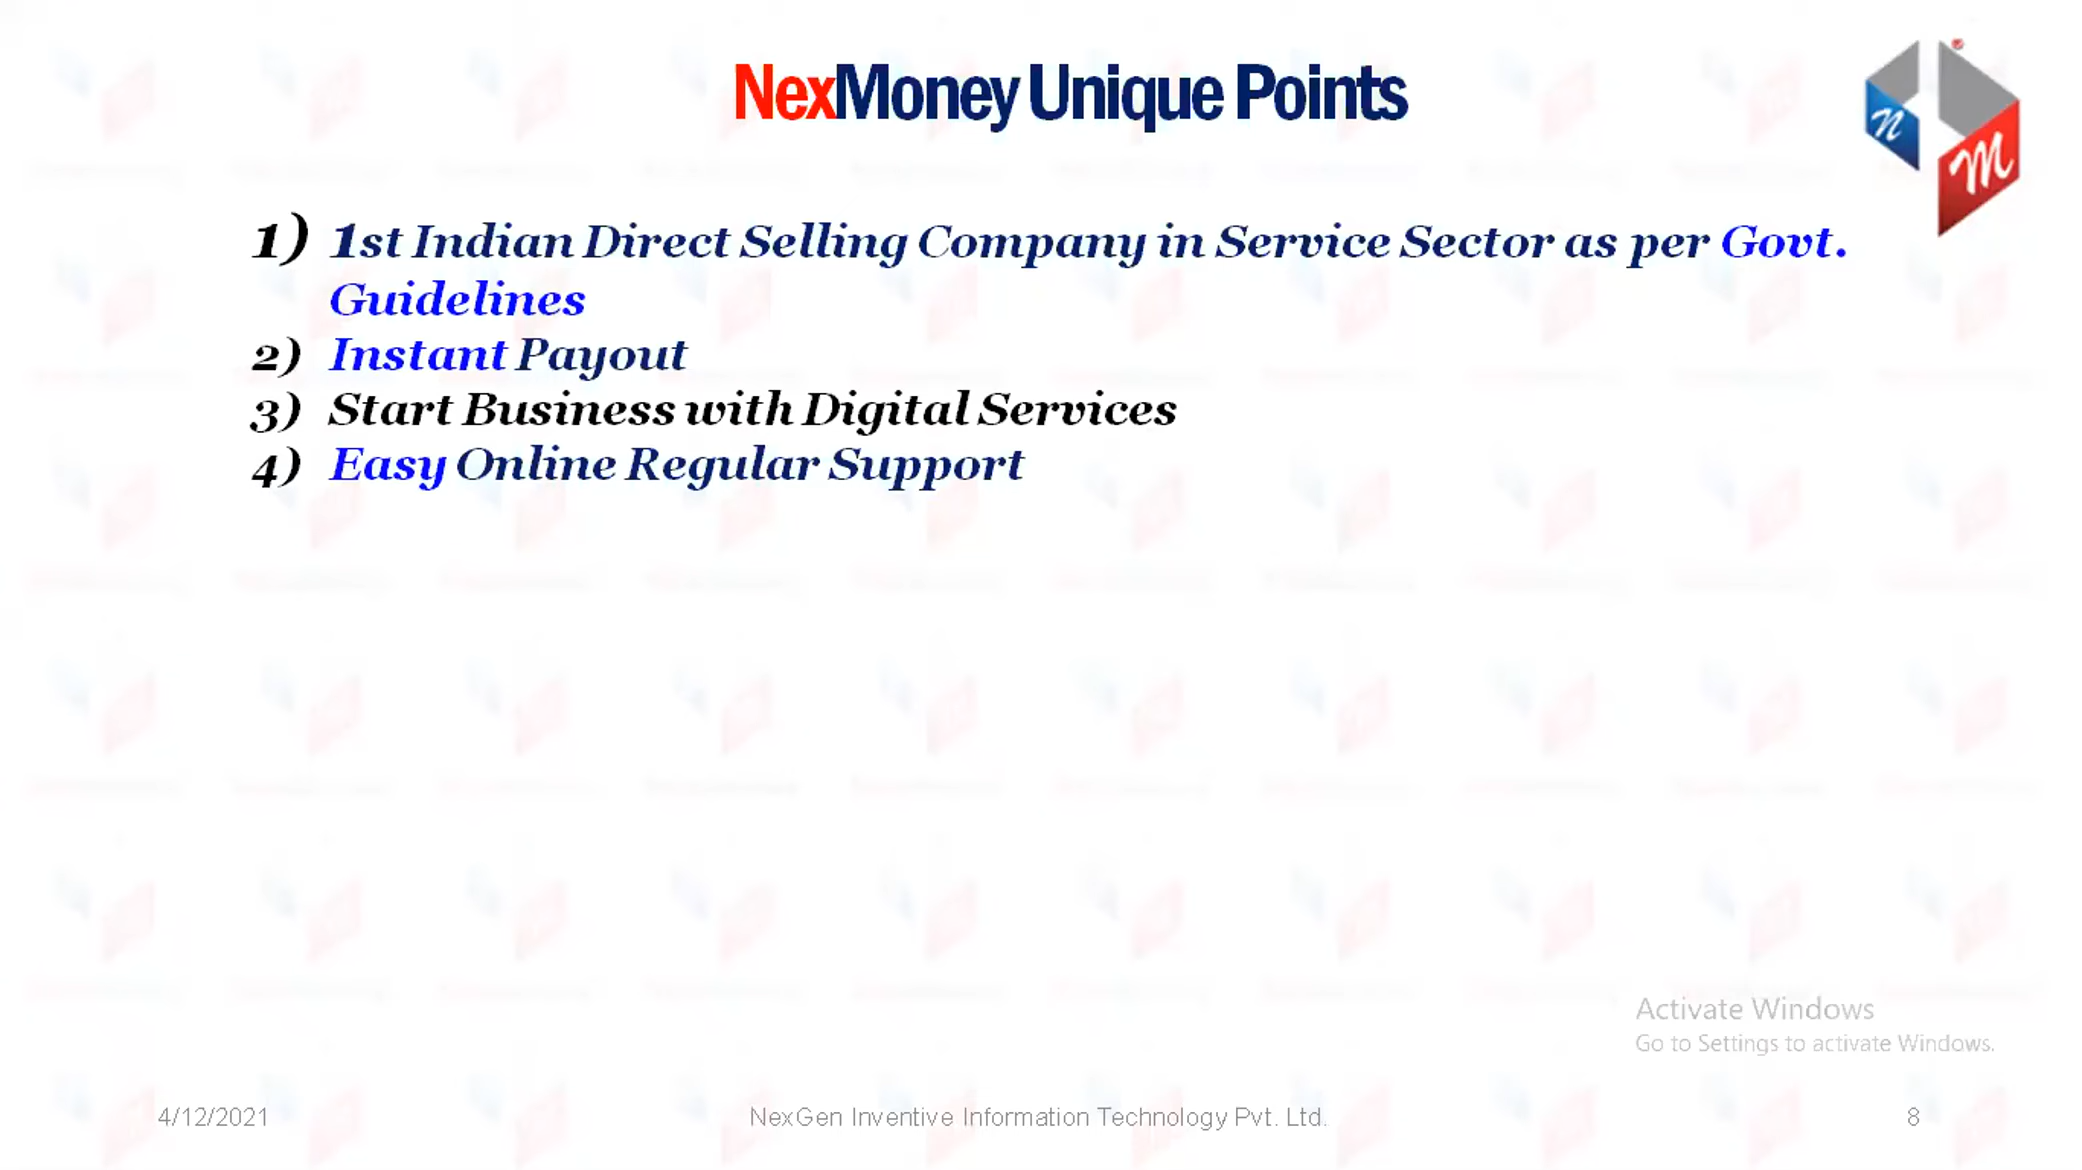 NexMoney Unique Points
n
M
1) 1st Indian Direct Selling Company in Service Sector as per Govt.
Guidelines
2) Instant Payout
3) Start Business with Digital Services
4) Easy Online Regular Support
Activate Windows
Go to Settings to activate Windows.
4/12/2021 NexGen Inventive Information Technology Pvt. Ltd. 8